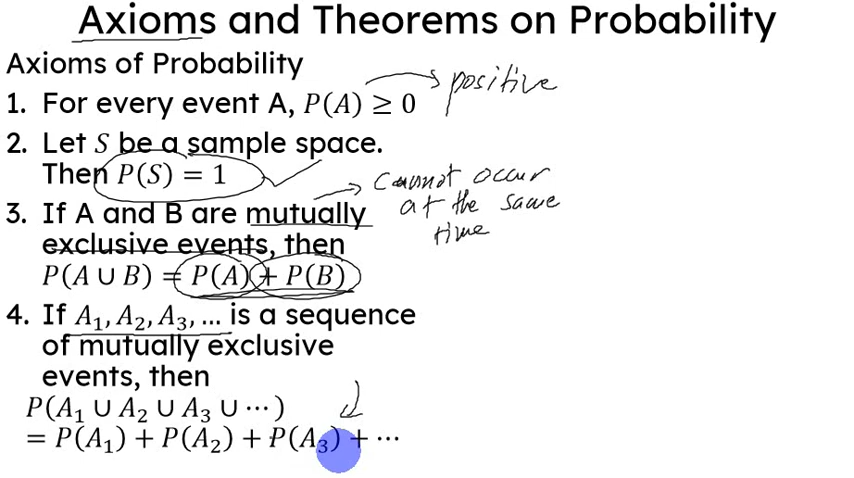 Axioms and Theorems on Probability
Axioms of Probability
1. For every event A, P(A) ≥ 0
positive
2. Let S be a sample space.
Then P(S) = 1
cannot occur
at the same
time
3. If A and B are mutually
exclusive events, then
P(A ∪ B) = P(A) + P(B)
4. If A₁, A₂, A₃, ... is a sequence
of mutually exclusive
events, then
P(A₁ ∪ A₂ ∪ A₃ ∪ ⋯)
= P(A₁) + P(A₂) + P(A₃) + ⋯